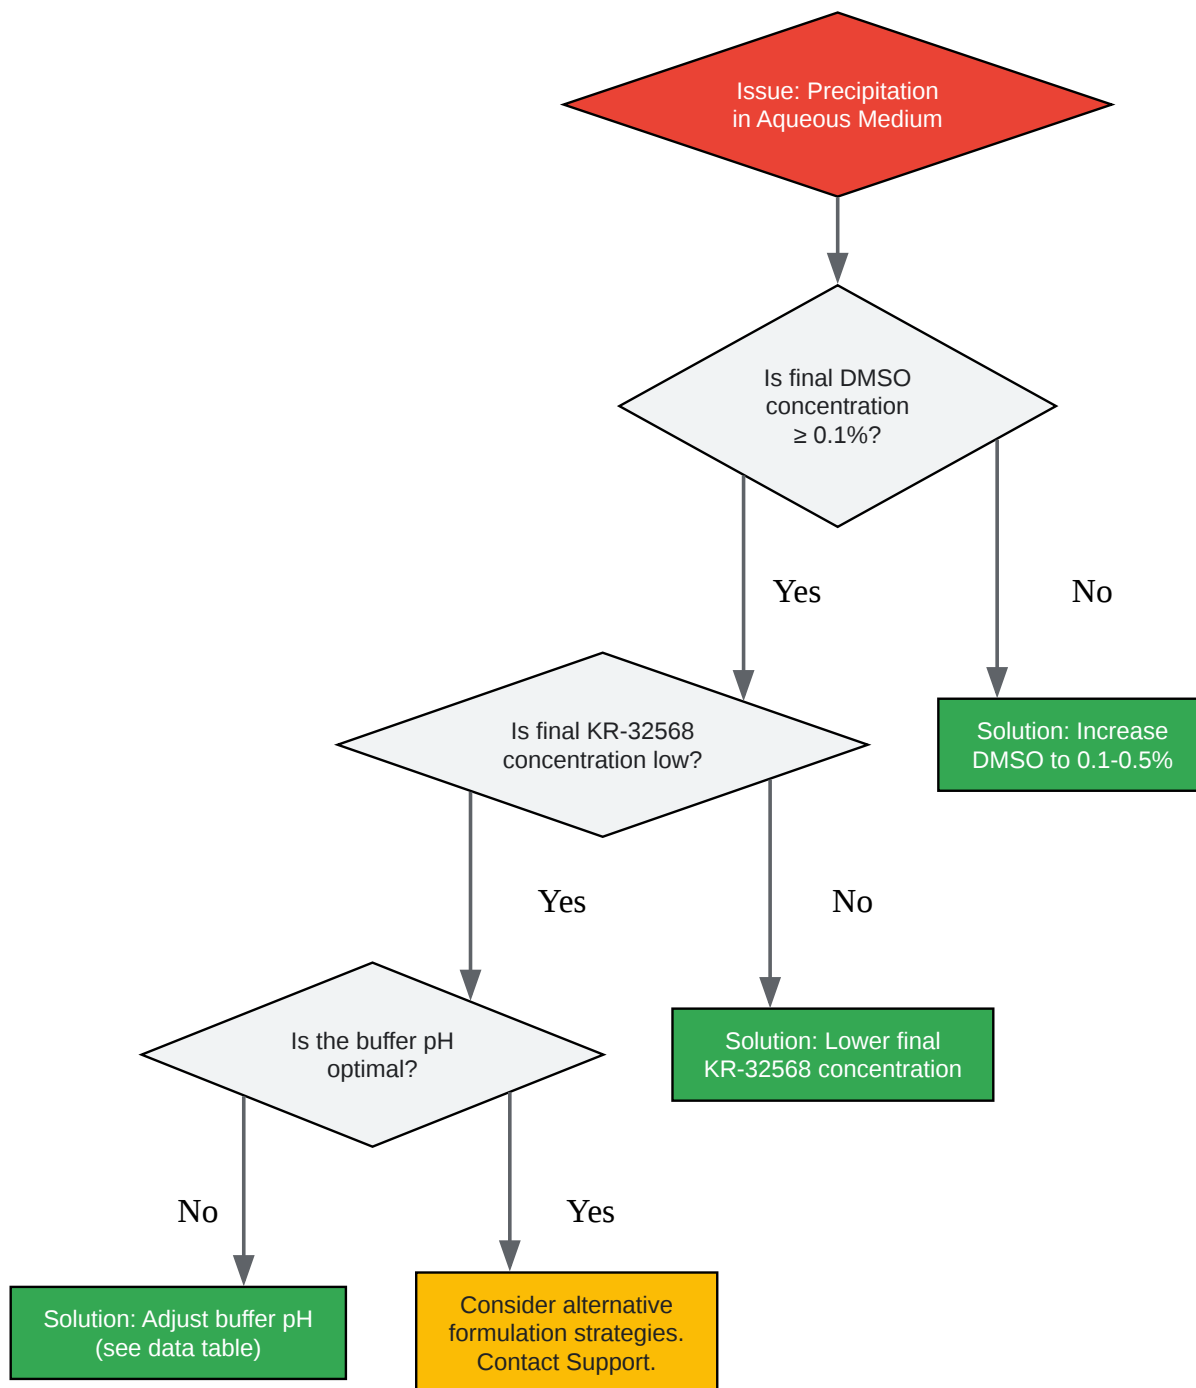 Issue: Precipitation
in Aqueous Medium
Is final DMSO
concentration
≥ 0.1%?
Yes
No
Is final KR-32568
concentration low?
Solution: Increase
DMSO to 0.1-0.5%
Yes
No
Is the buffer pH
optimal?
Solution: Lower final
KR-32568 concentration
No
Yes
Solution: Adjust buffer pH
(see data table)
Consider alternative
formulation strategies.
Contact Support.